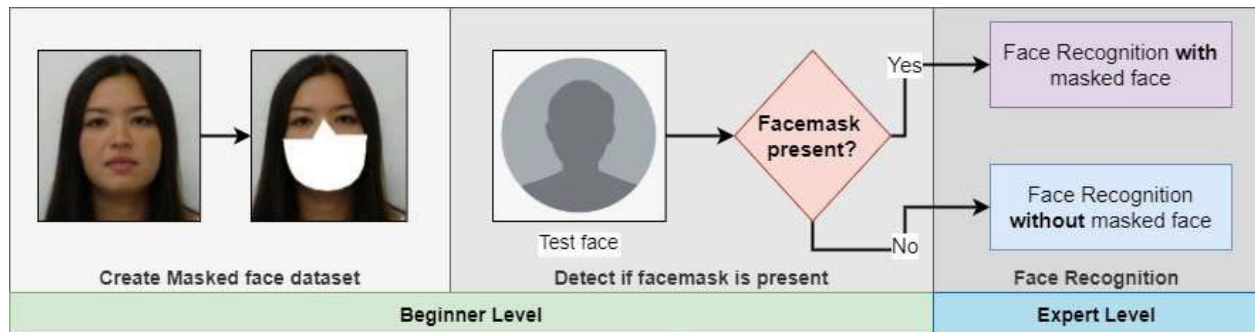 Yes
Face Recognition with
masked face
Facemask
present?
Face Recognition
without masked face
Test face
No
Create Masked face dataset
Detect if facemask is present
Face Recognition
Beginner Level
Expert Level